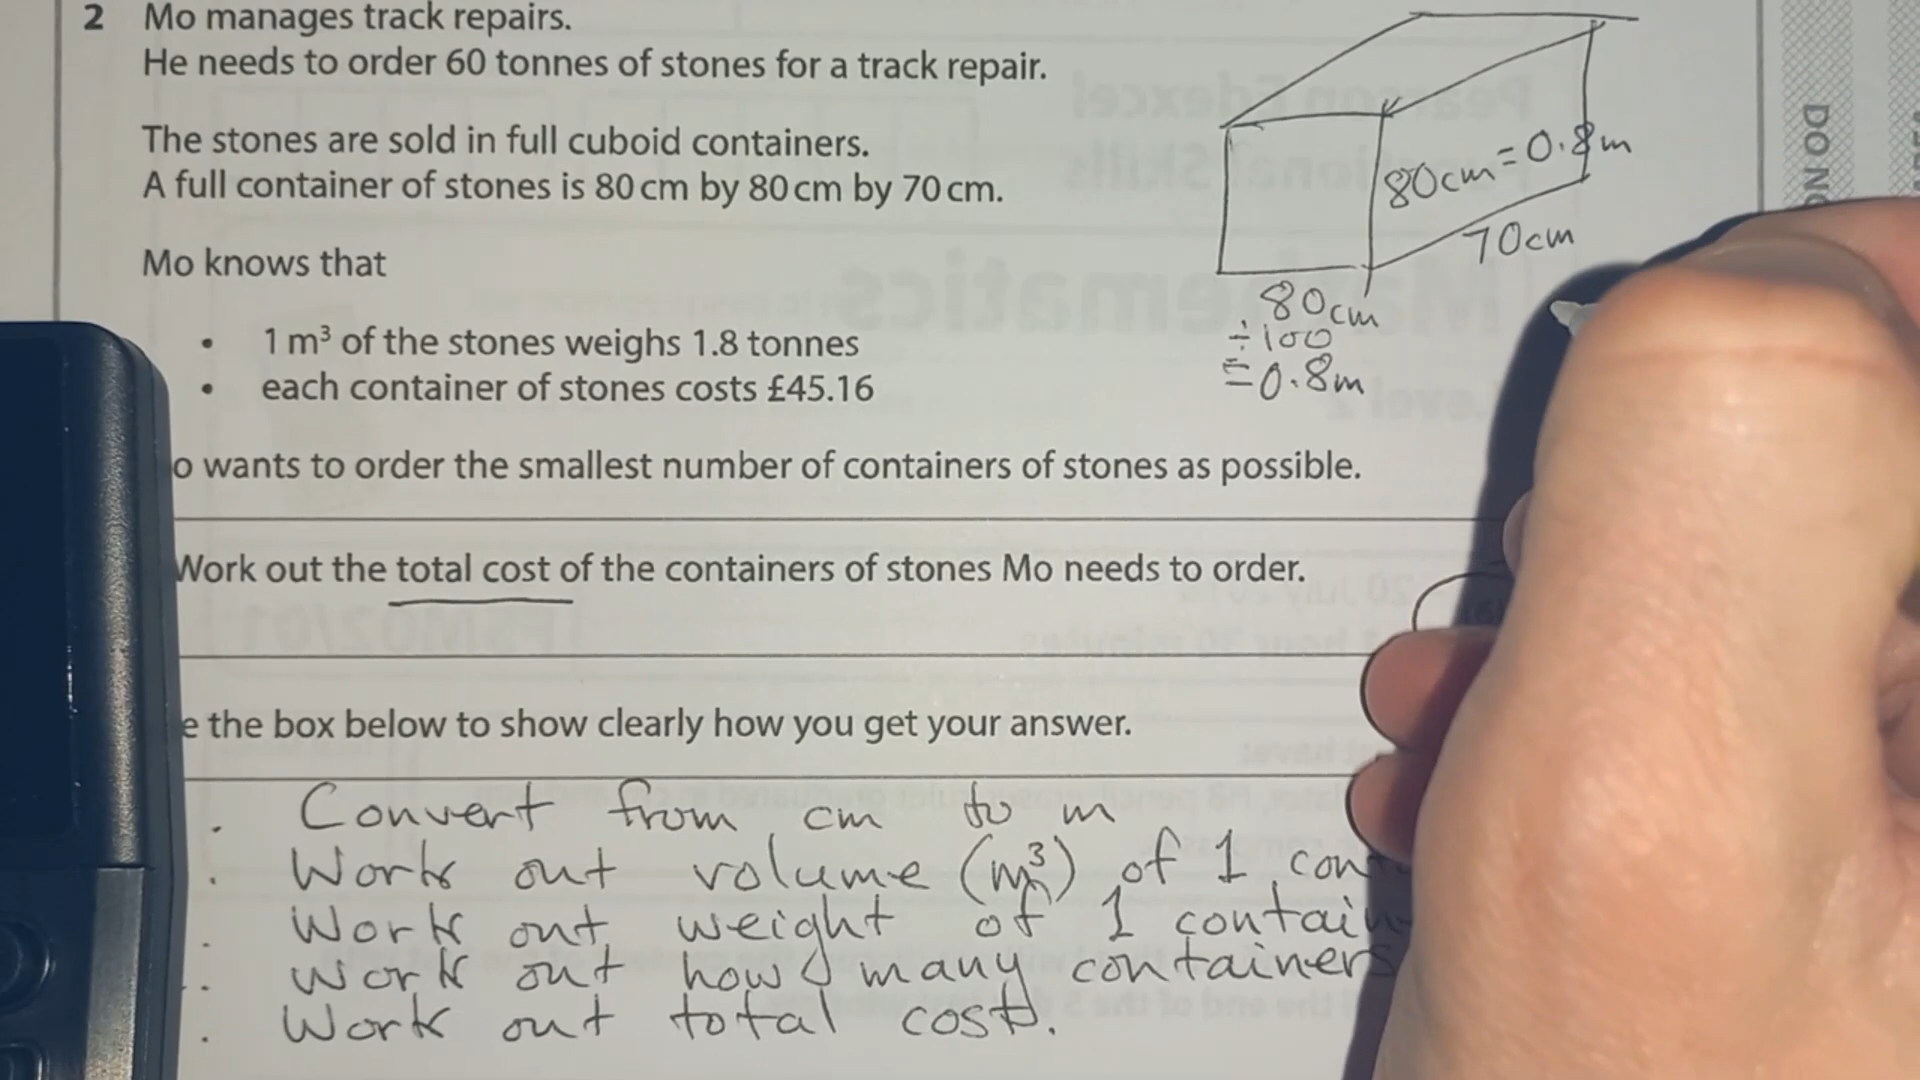 2 Mo manages track repairs.
He needs to order 60 tonnes of stones for a track repair.
The stones are sold in full cuboid containers.
A full container of stones is 80 cm by 80 cm by 70 cm.
Mo knows that
• 1 m³ of the stones weighs 1.8 tonnes
• each container of stones costs £45.16
o wants to order the smallest number of containers of stones as possible.
Work out the total cost of the containers of stones Mo needs to order.
e the box below to show clearly how you get your answer.
80cm = 0.8m
70cm
80cm
÷100
= 0.8m
DO NO
. Convert from cm to m
. Work out volume (m³) of 1 con
. Work out weight of 1 contain
. Work out how many containers
. Work out total cost.